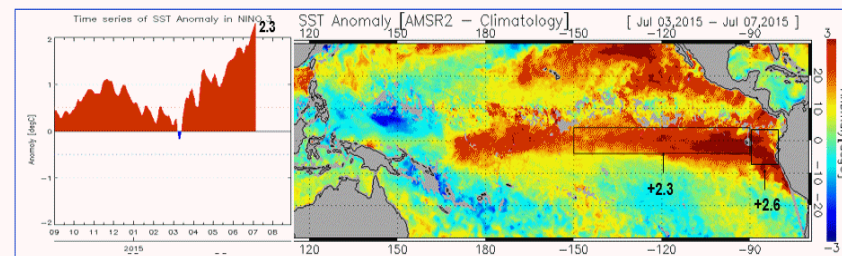 Time series of SST Anomaly in NINO.3
2.3
2
1
0
-1
-2
Anomaly [degC]
09 10 11 12 01 02 03 04 05 06 07 08
2015
SST Anomaly [AMSR2 - Climatology]
[ Jul 03,2015 - Jul 07,2015 ]
120 150 180 -150 -120 -90
20
10
0
-10
-20
+2.3
+2.6
120 150 180 -150 -120 -90
3
-3